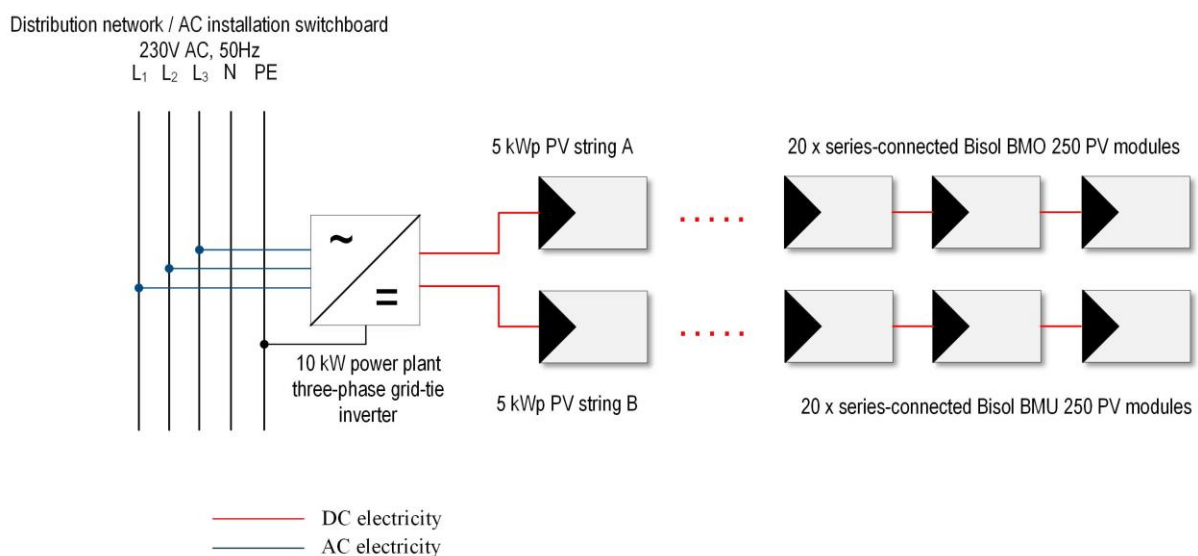 Distribution network / AC installation switchboard
230V AC, 50Hz
L₁ L₂ L₃ N PE
5 kWp PV string A
20 x series-connected Bisol BMO 250 PV modules
~
=
10 kW power plant
three-phase grid-tie
inverter
5 kWp PV string B
20 x series-connected Bisol BMU 250 PV modules
DC electricity
AC electricity